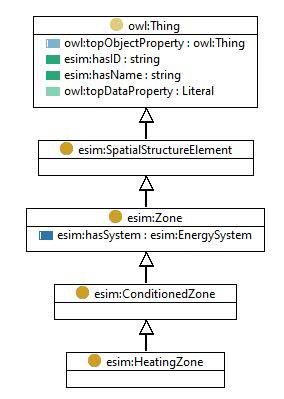 owl:Thing
owl:topObjectProperty : owl:Thing
esim:hasID : string
esim:hasName : string
owl:topDataProperty : Literal
esim:SpatialStructureElement
esim:Zone
esim:hasSystem : esim:EnergySystem
esim:ConditionedZone
esim:HeatingZone